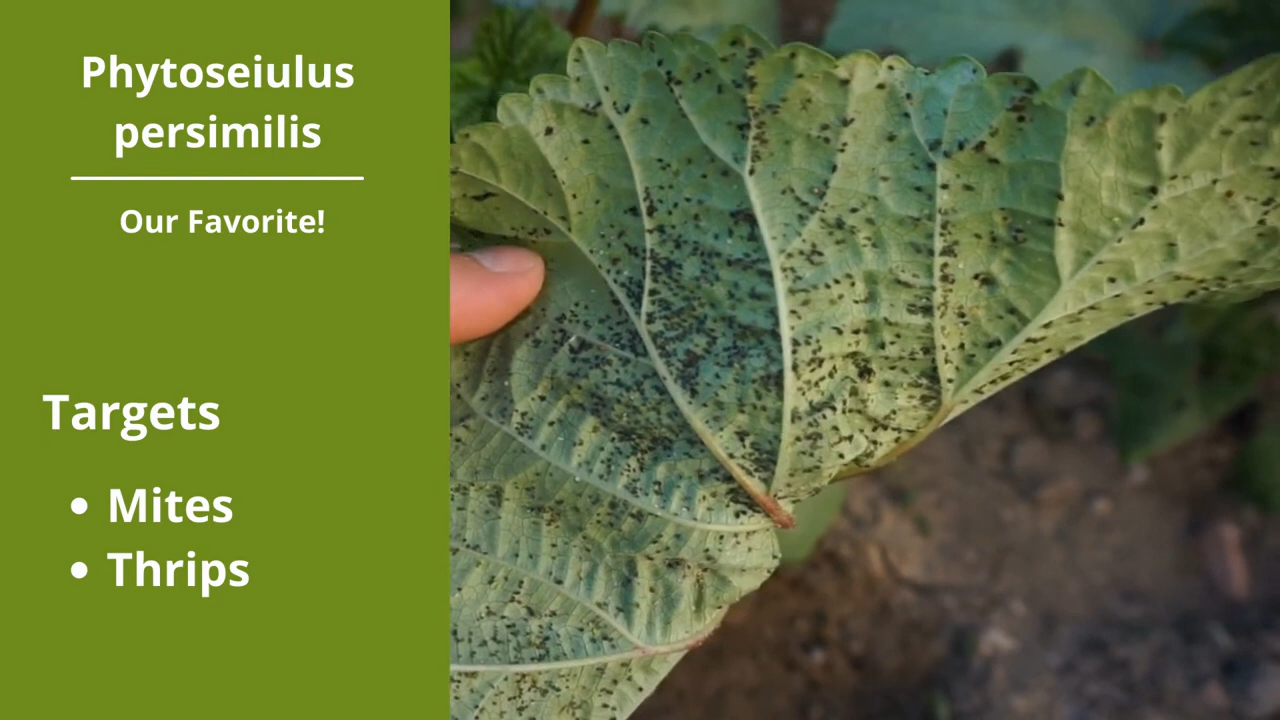 Phytoseiulus
persimilis
Our Favorite!
Targets
• Mites
• Thrips